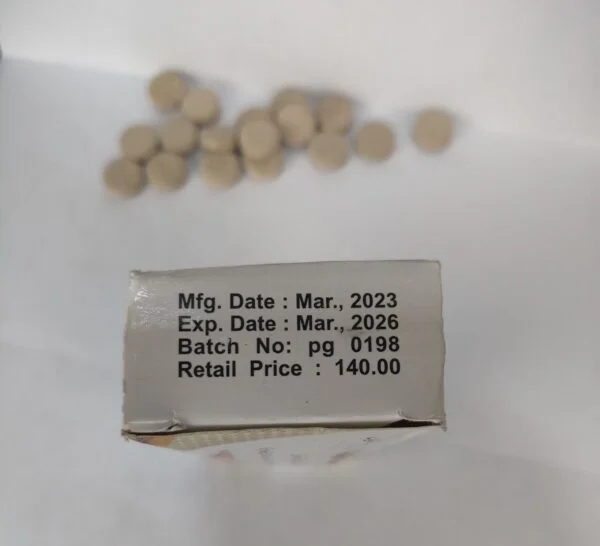 Mfg. Date : Mar., 2023
Exp. Date : Mar., 2026
Batch No: pg 0198
Retail Price : 140.00